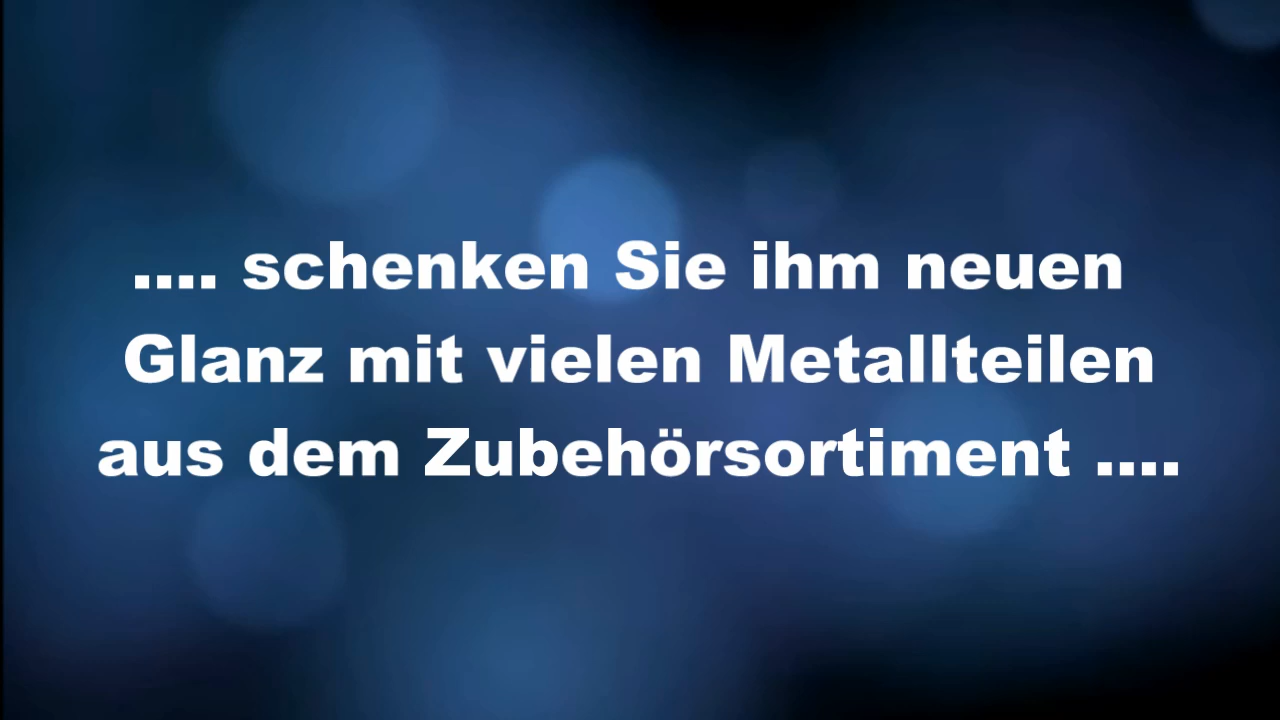 .... schenken Sie ihm neuen
Glanz mit vielen Metallteilen
aus dem Zubehörsortiment ....